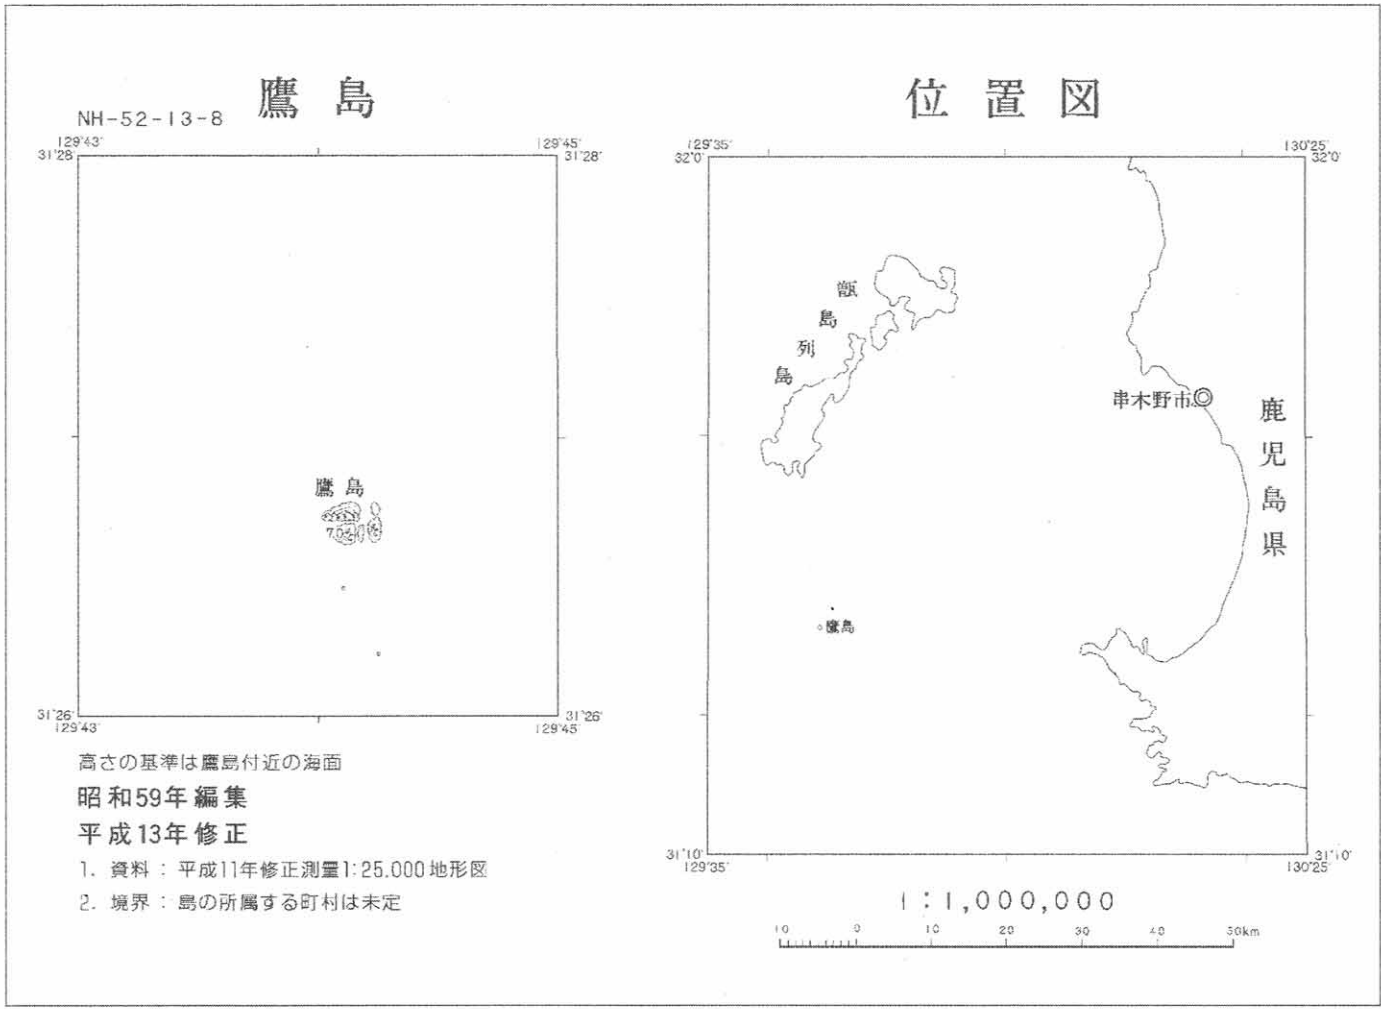 鷹島
NH-52-13-8
129°43′
129°45′
31°28′
31°28′
鷹島
31°26′
31°26′
129°43′
129°45′
高さの基準は鷹島付近の海面
昭和59年編集
平成13年修正
1. 資料 : 平成11年修正測量1:25.000地形図
2. 境界 : 島の所属する町村は未定
位置図
129°35′
130°25′
32°0′
32°0′
甑島列島
串木野市
鹿児島県
鷹島
31°10′
31°10′
129°35′
130°25′
1:1,000,000
10 0 10 20 30 40 50km